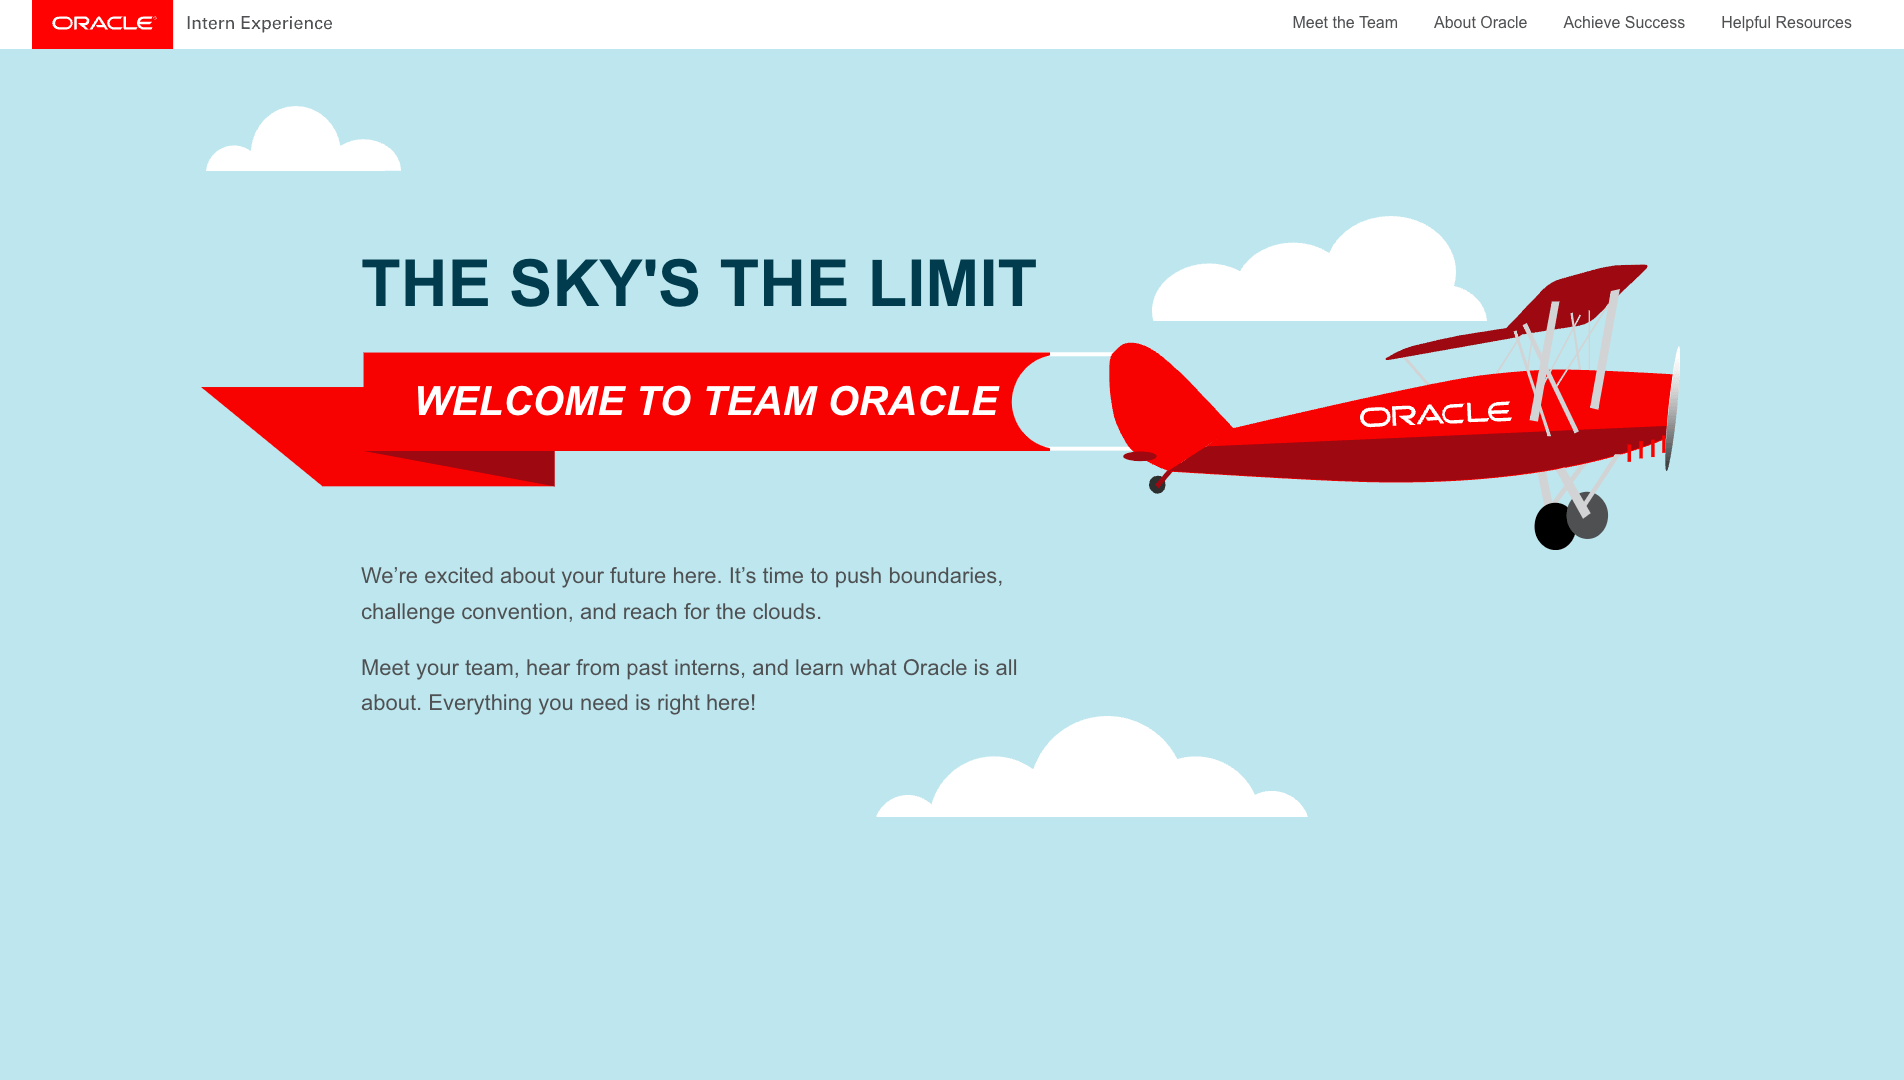 ORACLE
Intern Experience
Meet the Team
About Oracle
Achieve Success
Helpful Resources
THE SKY'S THE LIMIT
WELCOME TO TEAM ORACLE
ORACLE
We’re excited about your future here. It’s time to push boundaries,
challenge convention, and reach for the clouds.
Meet your team, hear from past interns, and learn what Oracle is all
about. Everything you need is right here!